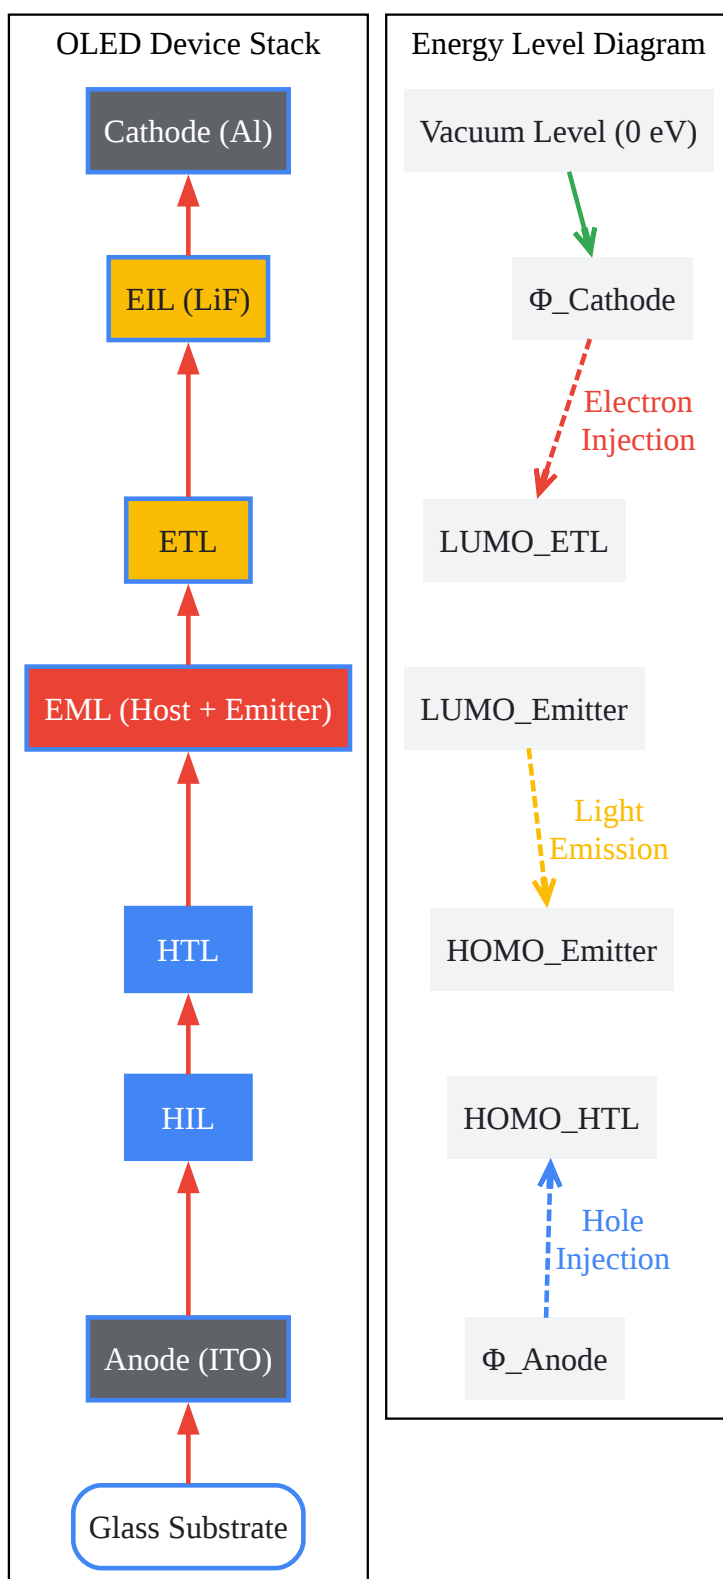 OLED Device Stack
Cathode (Al)
EIL (LiF)
ETL
EML (Host + Emitter)
HTL
HIL
Anode (ITO)
Glass Substrate
Energy Level Diagram
Vacuum Level (0 eV)
Φ_Cathode
Electron
Injection
LUMO_ETL
LUMO_Emitter
Light
Emission
HOMO_Emitter
HOMO_HTL
Hole
Injection
Φ_Anode